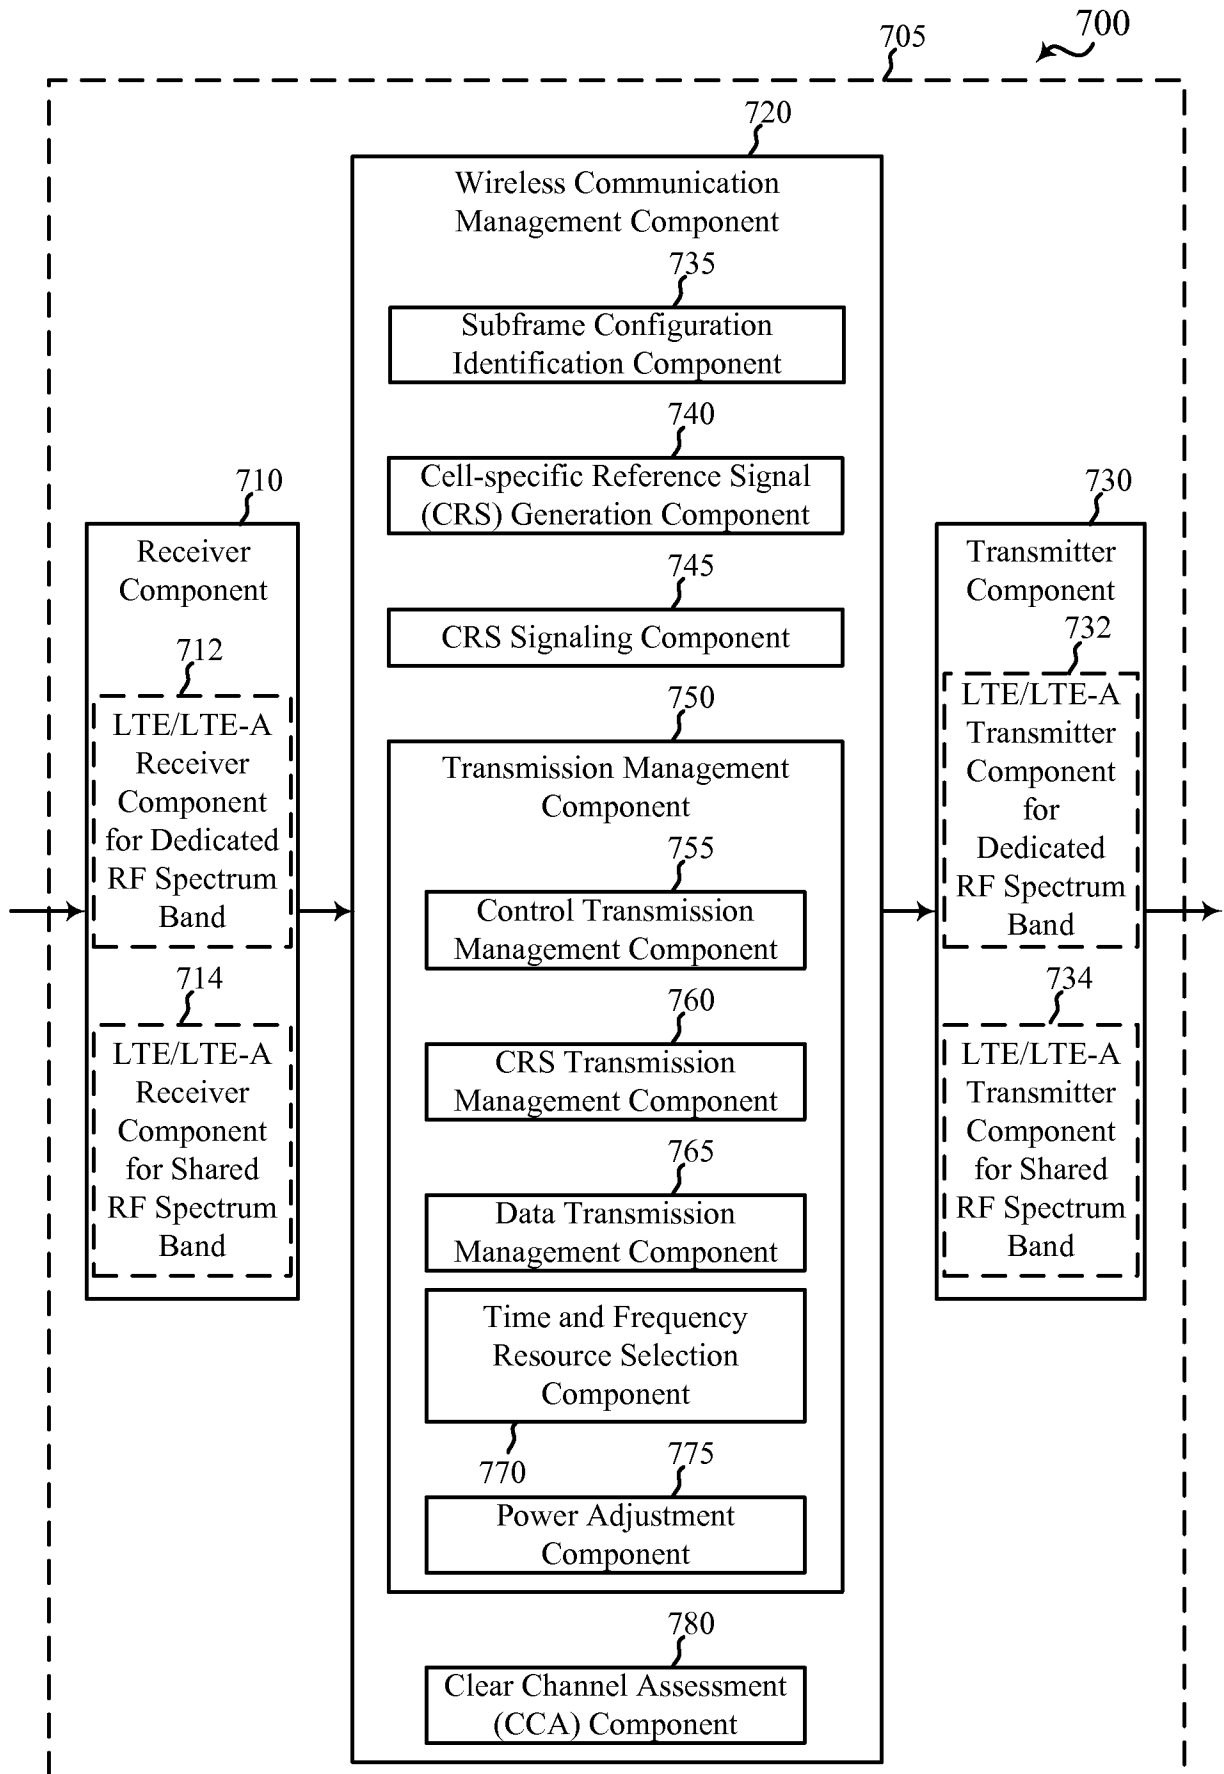 700
705
720
Wireless Communication
Management Component
735
Subframe Configuration
Identification Component
740
Cell-specific Reference Signal
(CRS) Generation Component
745
CRS Signaling Component
750
Transmission Management
Component
755
Control Transmission
Management Component
760
CRS Transmission
Management Component
765
Data Transmission
Management Component
Time and Frequency
Resource Selection
Component
770
775
Power Adjustment
Component
780
Clear Channel Assessment
(CCA) Component
710
Receiver
Component
712
LTE/LTE-A
Receiver
Component
for Dedicated
RF Spectrum
Band
714
LTE/LTE-A
Receiver
Component
for Shared
RF Spectrum
Band
730
Transmitter
Component
732
LTE/LTE-A
Transmitter
Component
for
Dedicated
RF Spectrum
Band
734
LTE/LTE-A
Transmitter
Component
for Shared
RF Spectrum
Band